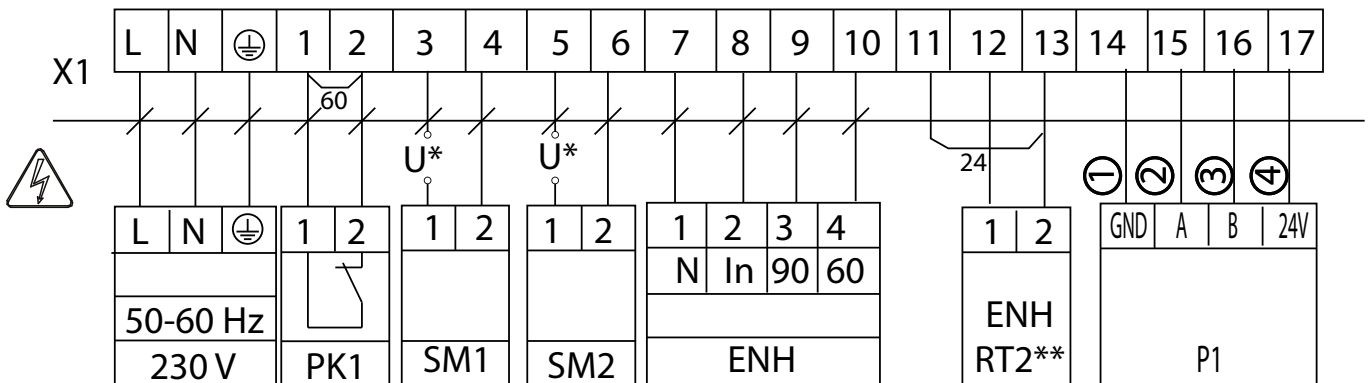 L N 1 2 3 4 5 6 7 8 9 10 11 12 13 14 15 16 17
X1
60
U* U*
24
1 2 3 4
L N 1 2 1 2 1 2 1 2 3 4 1 2 GND A B 24V
N In 90 60
50-60 Hz ENH
230 V PK1 SM1 SM2 ENH RT2** P1